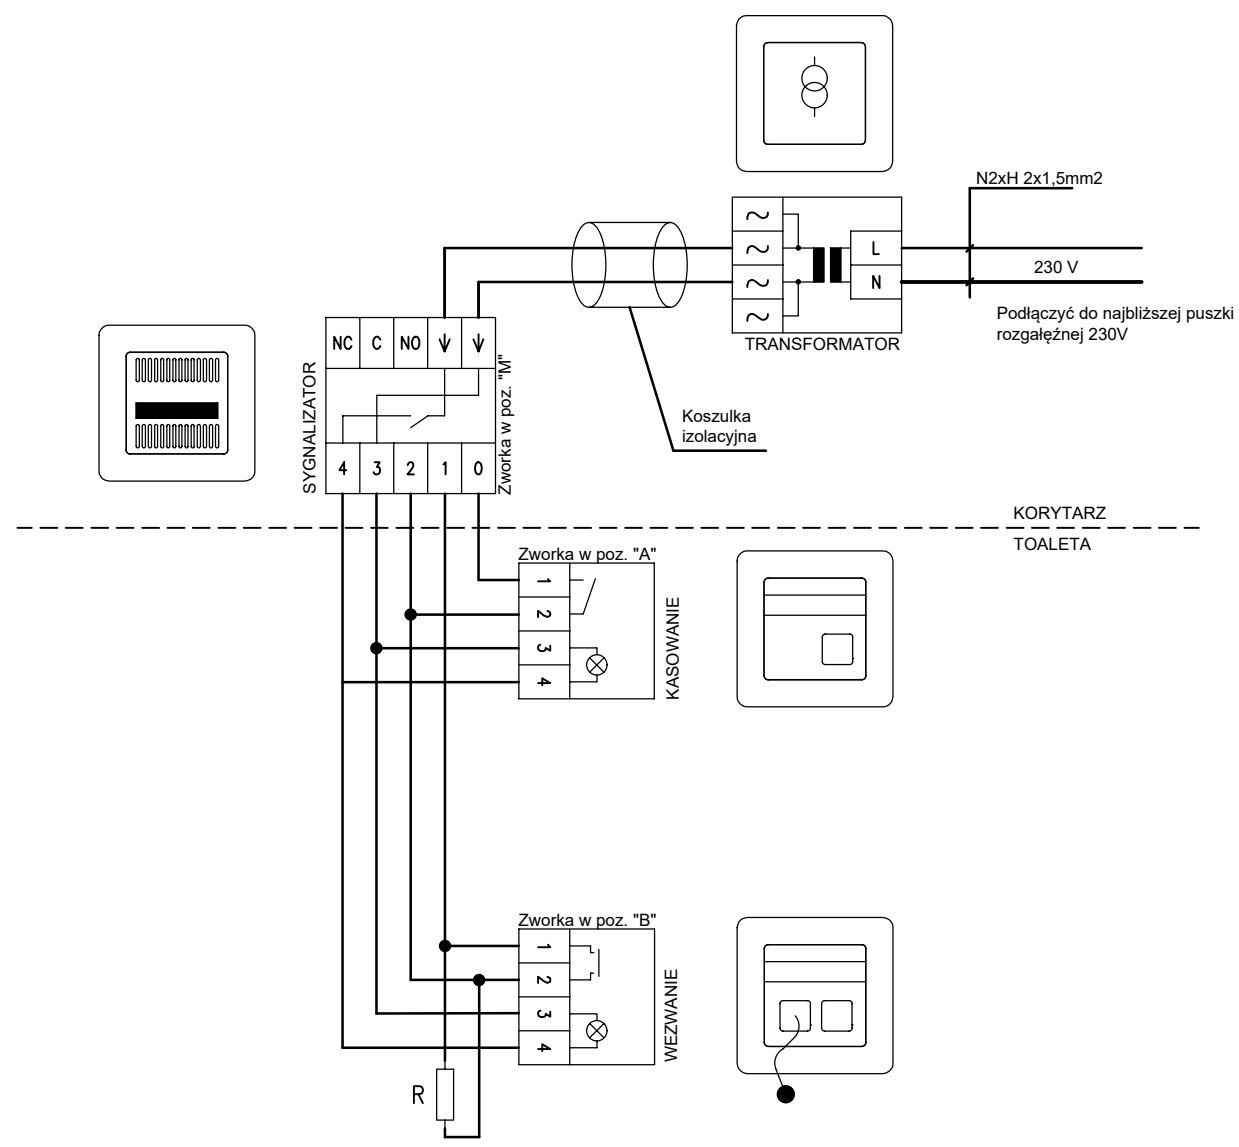 N2xH 2x1,5mm2
~
~ L
230 V
~ N
~
Podłączyć do najbliższej puszki
rozgałęźnej 230V
TRANSFORMATOR
NC C NO
SYGNALIZATOR
Zworka w poz. "M"
Koszulka
izolacyjna
4 3 2 1 0
KORYTARZ
TOALETA
Zworka w poz. "A"
1
2
3
4
KASOWANIE
Zworka w poz. "B"
1
2
3
4
WEZWANIE
R